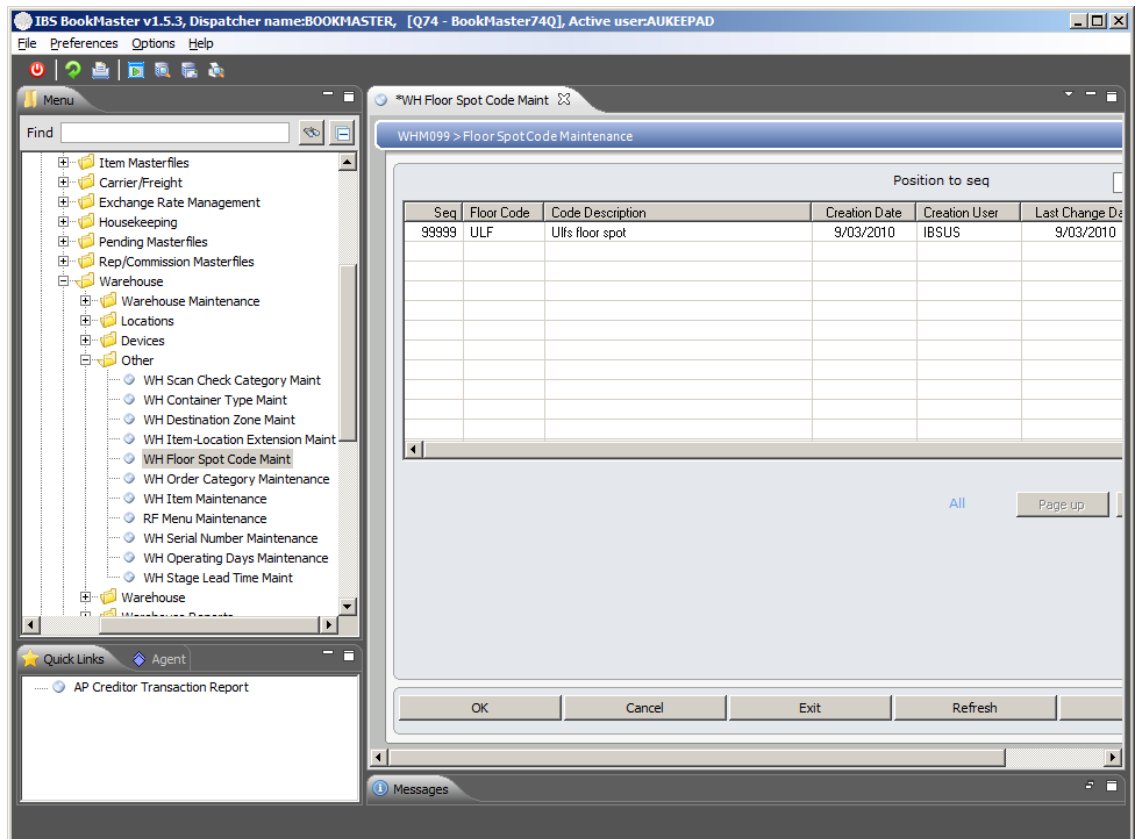 IBS BookMaster v1.5.3, Dispatcher name:BOOKMASTER, [Q74 - BookMaster74Q], Active user:AUKEEPAD
File Preferences Options Help
Menu
Find
Item Masterfiles
Carrier/Freight
Exchange Rate Management
Housekeeping
Pending Masterfiles
Rep/Commission Masterfiles
Warehouse
Warehouse Maintenance
Locations
Devices
Other
WH Scan Check Category Maint
WH Container Type Maint
WH Destination Zone Maint
WH Item-Location Extension Maint
WH Floor Spot Code Maint
WH Order Category Maintenance
WH Item Maintenance
RF Menu Maintenance
WH Serial Number Maintenance
WH Operating Days Maintenance
WH Stage Lead Time Maint
Warehouse
Warehouse Reports
Quick Links Agent
AP Creditor Transaction Report
*WH Floor Spot Code Maint
WHM099 > Floor Spot Code Maintenance
Position to seq
Seq Floor Code Code Description Creation Date Creation User Last Change Da
99999 ULF Ulfs floor spot 9/03/2010 IBSUS 9/03/2010
All Page up
OK Cancel Exit Refresh
Messages